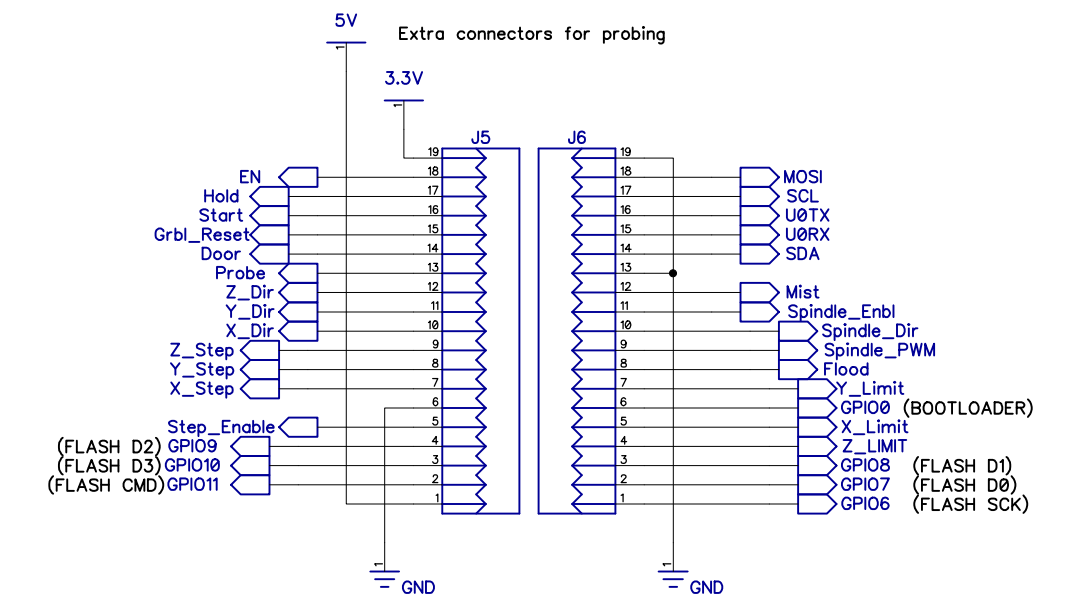 5V
Extra connectors for probing
1
3.3V
1
J5 J6
19 19
EN 18 18 MOSI
Hold 17 17 SCL
Start 16 16 U0TX
Grbl_Reset 15 15 U0RX
Door 14 14 SDA
Probe 13 13
Z_Dir 12 12 Mist
Y_Dir 11 11 Spindle_Enbl
X_Dir 10 10 Spindle_Dir
Z_Step 9 9 Spindle_PWM
Y_Step 8 8 Flood
X_Step 7 7 Y_Limit
6 6 GPIO0 (BOOTLOADER)
Step_Enable 5 5 X_Limit
(FLASH D2) GPIO9 4 4 Z_LIMIT
(FLASH D3) GPIO10 3 3 GPIO8 (FLASH D1)
(FLASH CMD) GPIO11 2 2 GPIO7 (FLASH D0)
1 1 GPIO6 (FLASH SCK)
1 1
GND GND